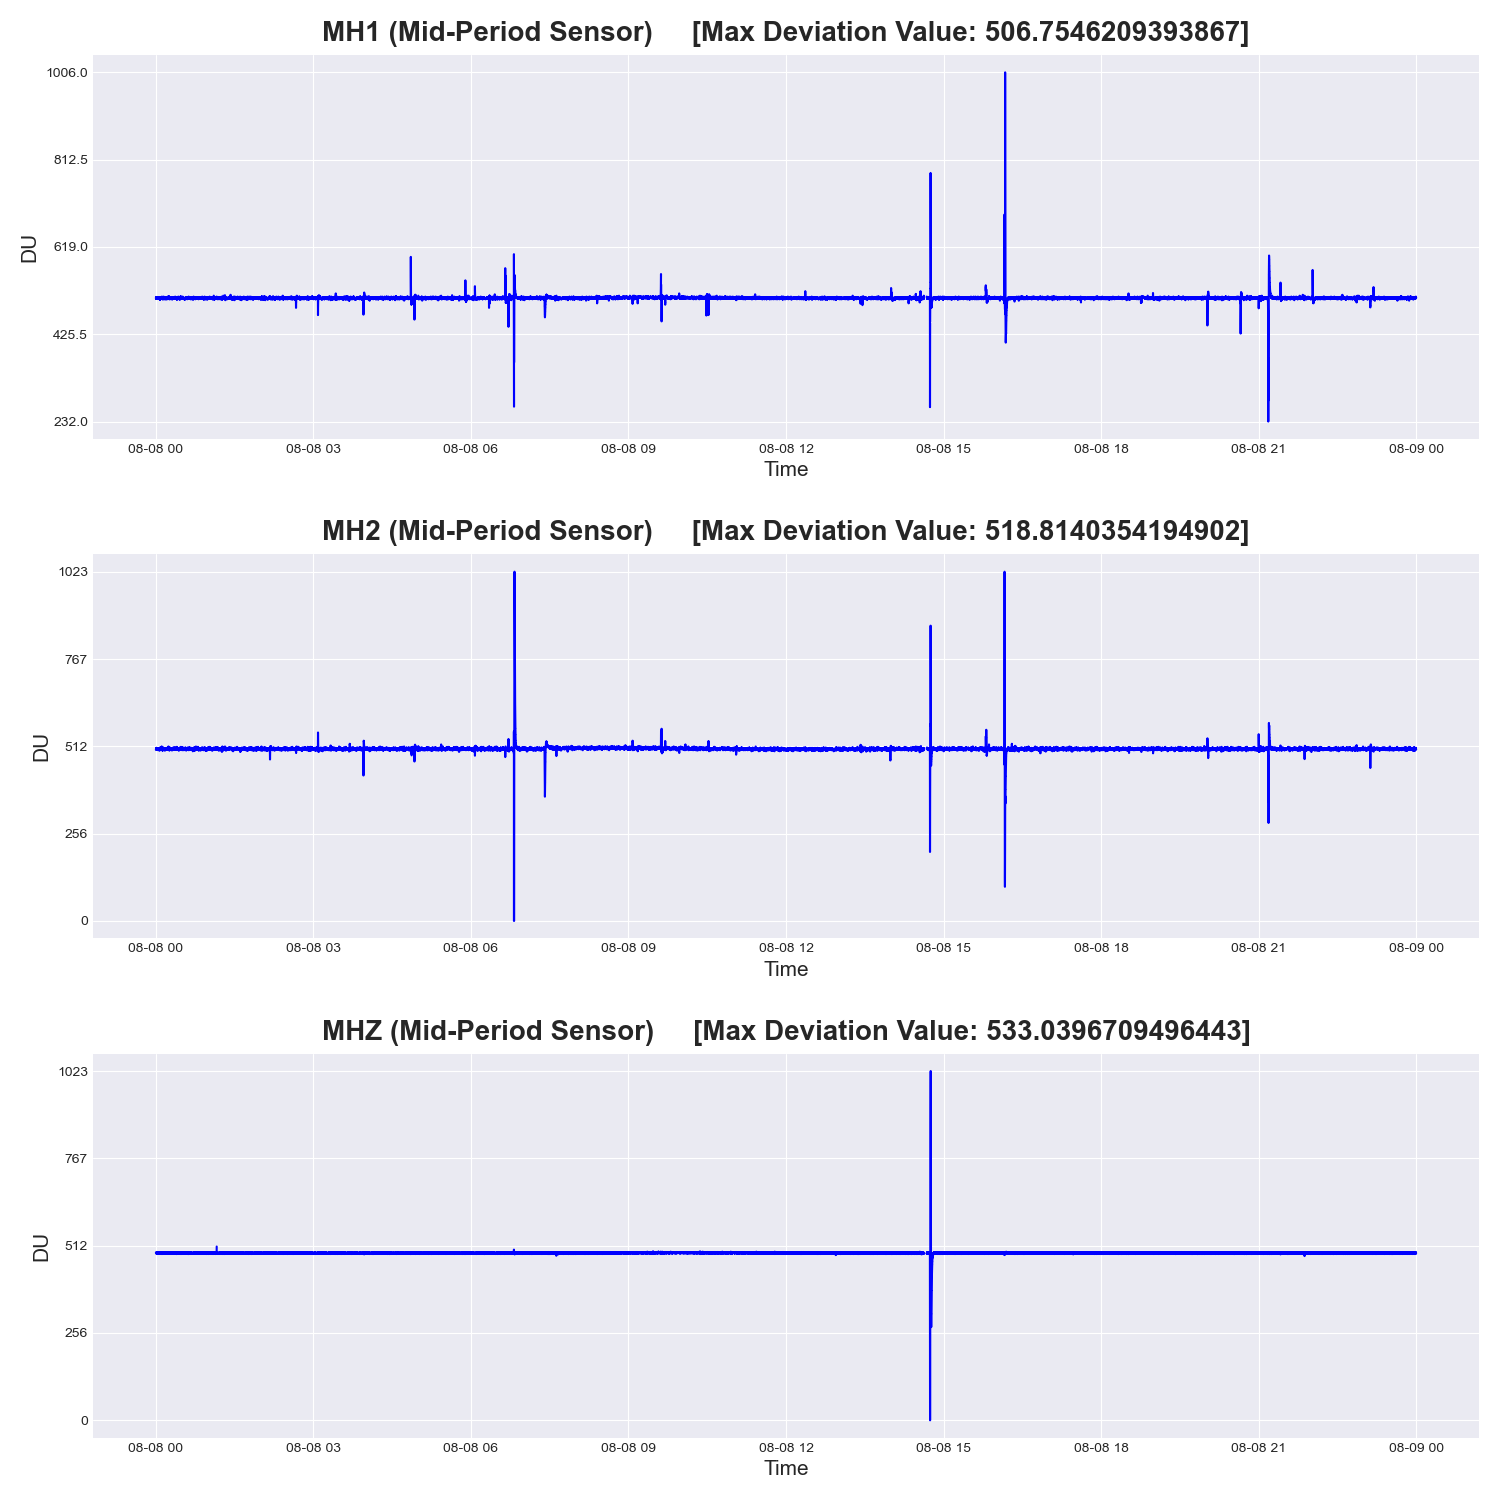 MH1 (Mid-Period Sensor) [Max Deviation Value: 506.7546209393867]
1006.0
812.5
619.0
425.5
232.0
DU
08-08 00 08-08 03 08-08 06 08-08 09 08-08 12 08-08 15 08-08 18 08-08 21 08-09 00
Time
MH2 (Mid-Period Sensor) [Max Deviation Value: 518.8140354194902]
1023
767
512
256
0
DU
08-08 00 08-08 03 08-08 06 08-08 09 08-08 12 08-08 15 08-08 18 08-08 21 08-09 00
Time
MHZ (Mid-Period Sensor) [Max Deviation Value: 533.0396709496443]
1023
767
512
256
0
DU
08-08 00 08-08 03 08-08 06 08-08 09 08-08 12 08-08 15 08-08 18 08-08 21 08-09 00
Time